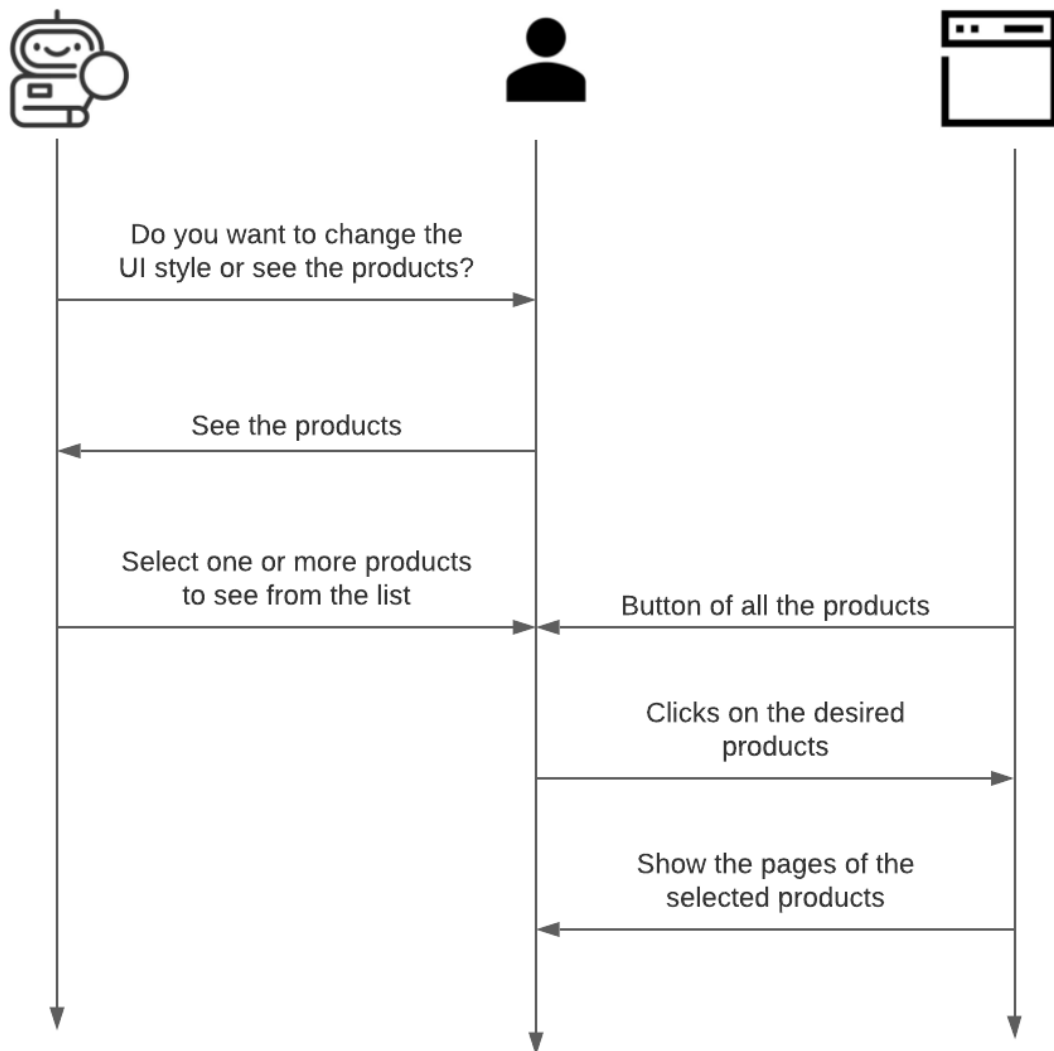 Do you want to change the
UI style or see the products?
See the products
Select one or more products
to see from the list
Button of all the products
Clicks on the desired
products
Show the pages of the
selected products